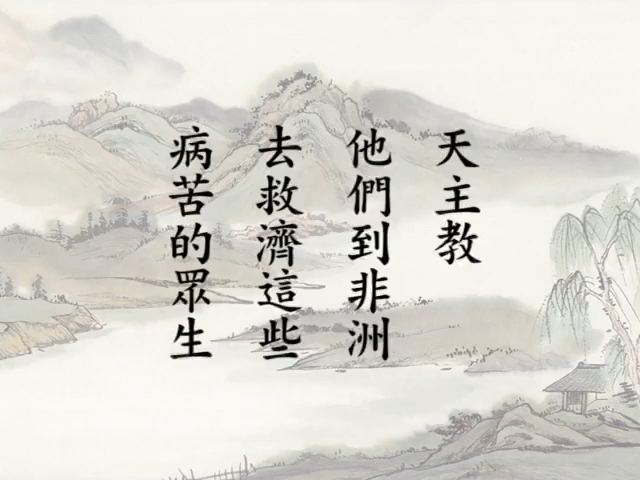 天主教
他們到非洲
去救濟這些
病苦的眾生